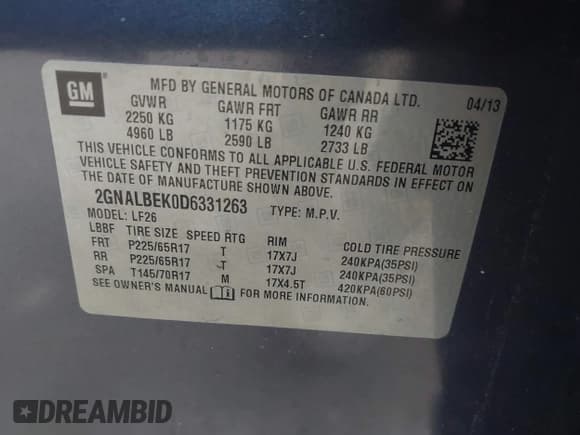 GM
MFD BY GENERAL MOTORS OF CANADA LTD.
04/13
GVWR GAWR FRT GAWR RR
2250 KG 1175 KG 1240 KG
4960 LB 2590 LB 2733 LB
THIS VEHICLE CONFORMS TO ALL APPLICABLE U.S. FEDERAL MOTOR
VEHICLE SAFETY AND THEFT PREVENTION STANDARDS IN EFFECT ON
THE DATE OF MANUFACTURE SHOWN ABOVE.
2GNALBEK0D6331263 TYPE: M.P.V.
MODEL: LF26
LBBF TIRE SIZE SPEED RTG RIM COLD TIRE PRESSURE
FRT P225/65R17 T 17X7J 240KPA(35PSI)
RR P225/65R17 T 17X7J 240KPA(35PSI)
SPA T145/70R17 M 17X4.5T 420KPA(60PSI)
SEE OWNER'S MANUAL FOR MORE INFORMATION.
DREAMBID